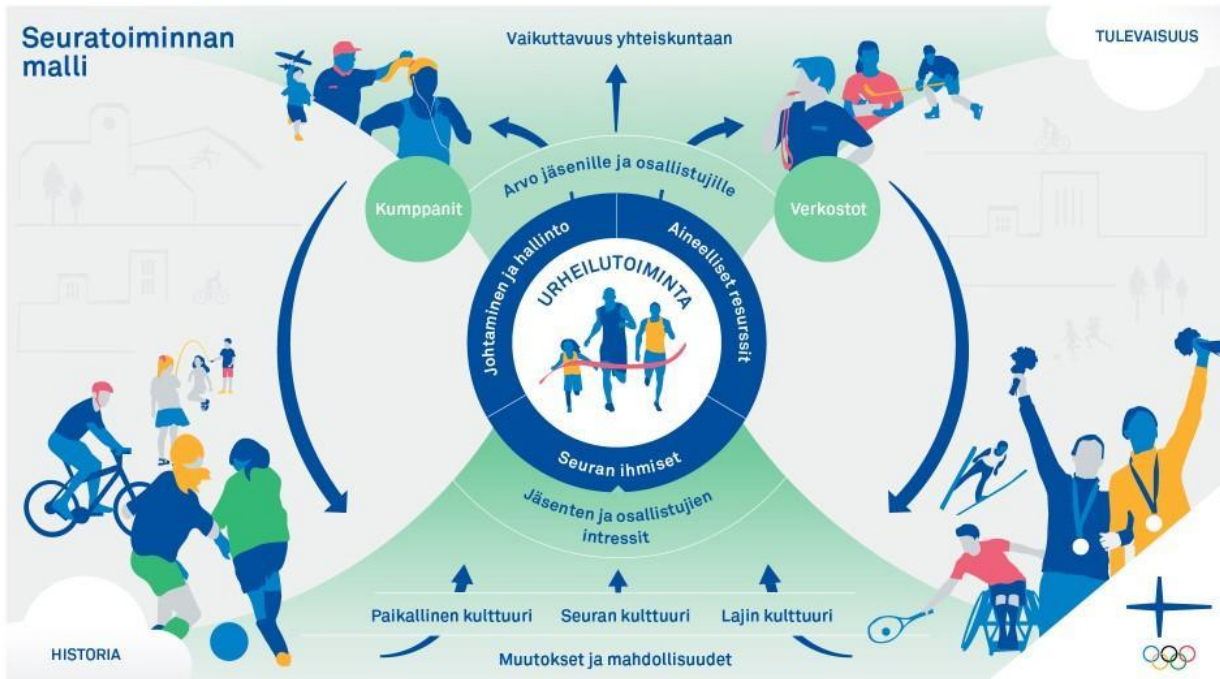 Seuratoiminnan
malli
Vaikuttavuus yhteiskuntaan
TULEVAISUUS
Arvo jäsenille ja osallistujille
Kumppanit
Verkostot
Johtaminen ja hallinto
Aineelliset resurssit
URHEILUTOIMINTA
Seuran ihmiset
Jäsenten ja osallistujien
intressit
Paikallinen kulttuuri
Seuran kulttuuri
Lajin kulttuuri
HISTORIA
Muutokset ja mahdollisuudet